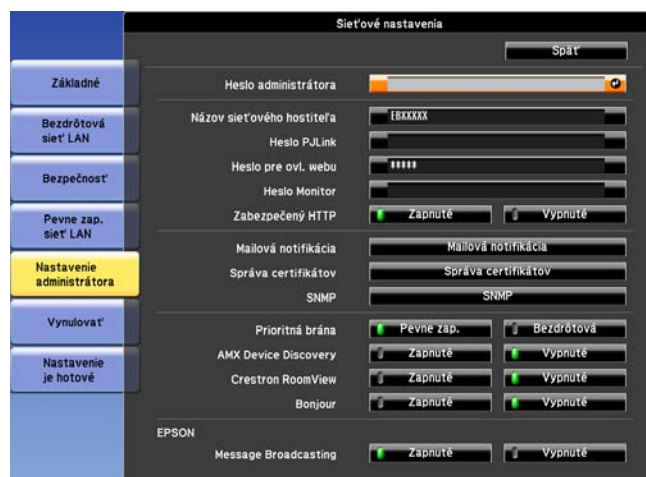 Sieťové nastavenia
Späť
Základné
Bezdrôtová
sieť LAN
Bezpečnosť
Pevne zap.
sieť LAN
Nastavenie
administrátora
Vynulovať
Nastavenie
je hotové
Heslo administrátora
Názov sieťového hostiteľa EBXXXXX
Heslo PJLink
Heslo pre ovl. webu *****
Heslo Monitor
Zabezpečený HTTP Zapnuté Vypnuté
Mailová notifikácia Mailová notifikácia
Správa certifikátov Správa certifikátov
SNMP SNMP
Prioritná brána Pevne zap. Bezdrôtová
AMX Device Discovery Zapnuté Vypnuté
Crestron RoomView Zapnuté Vypnuté
Bonjour Zapnuté Vypnuté
EPSON
Message Broadcasting Zapnuté Vypnuté